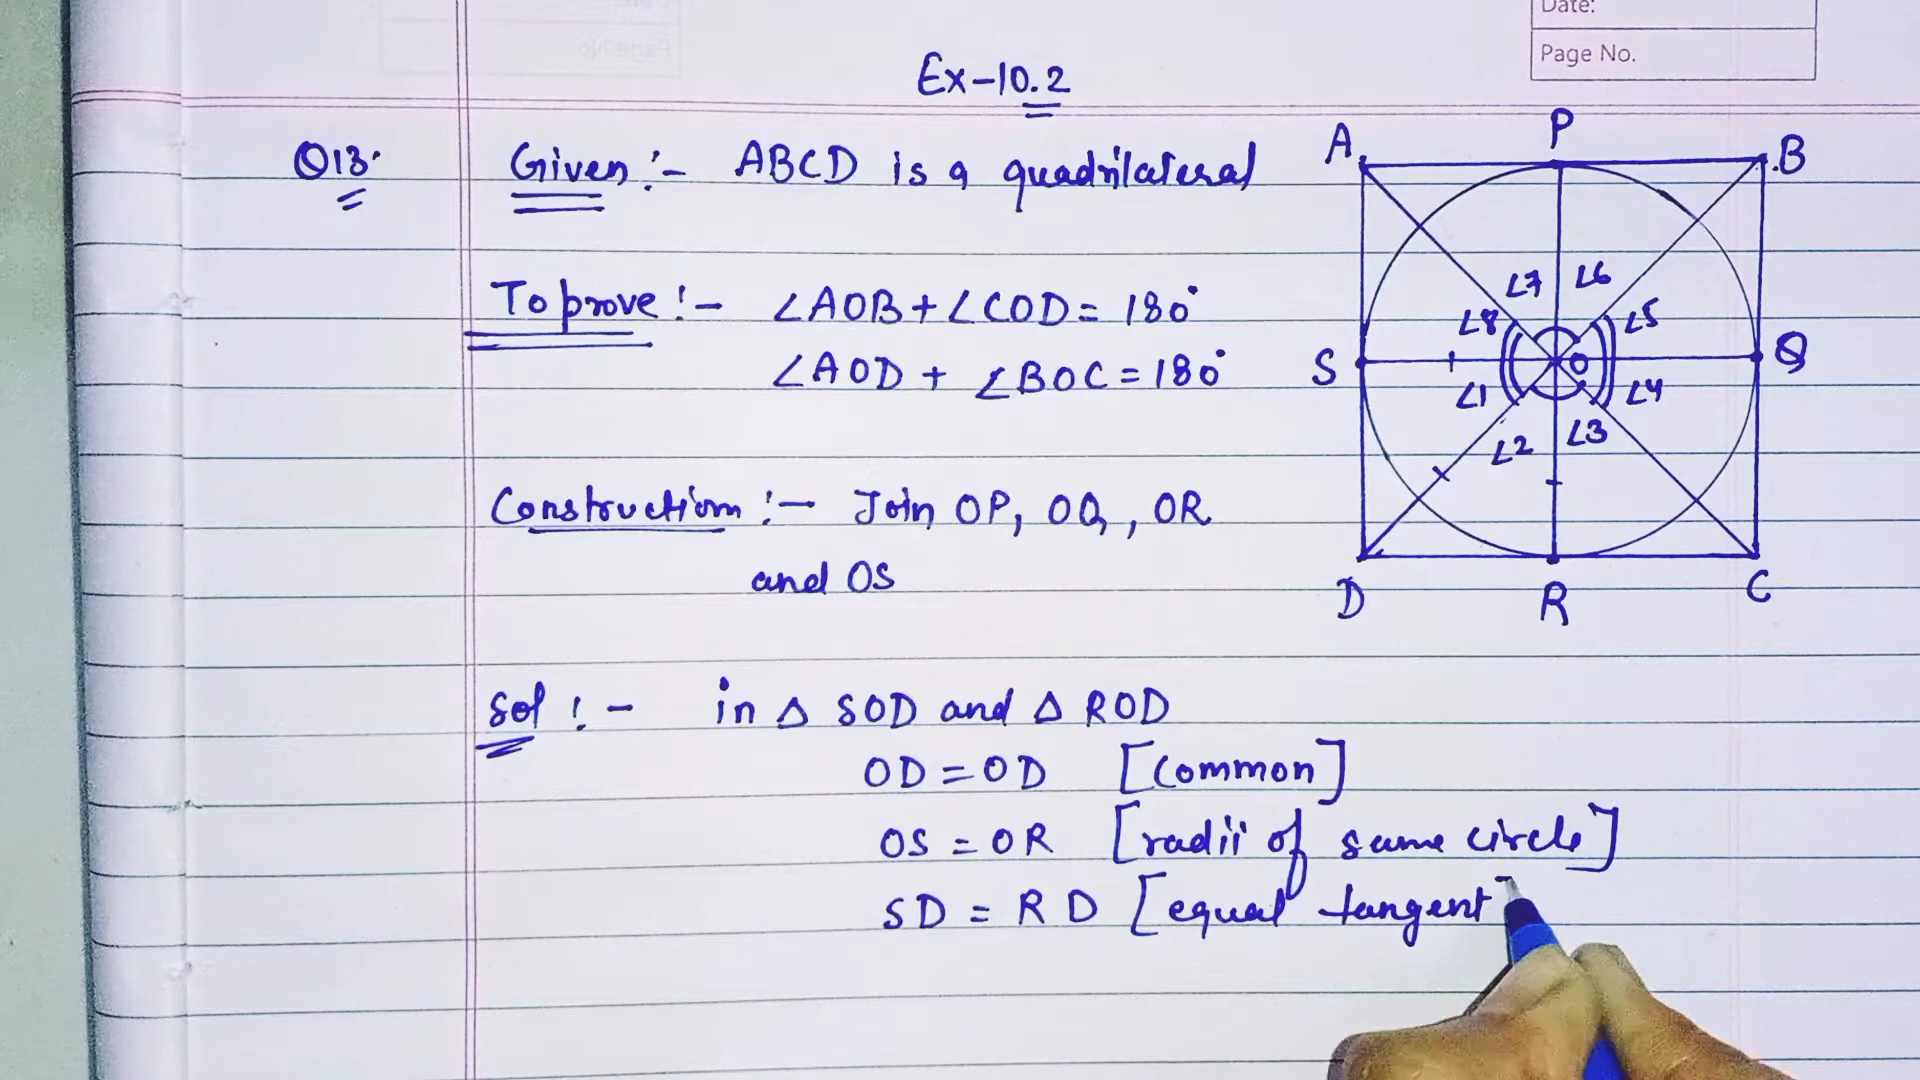 Date:
Page No.
Ex-10.2
Q13. Given :- ABCD is a quadrilateral
To prove :- ∠AOB + ∠COD = 180°
∠AOD + ∠BOC = 180°
Construction :- Join OP, OQ, OR
and OS
A P B
∠7 ∠6
∠8 ∠5
S O Q
∠1 ∠4
∠2 ∠3
D R C
Sol :- in △ SOD and △ ROD
OD = OD [Common]
OS = OR [radii of same circle]
SD = RD [equal tangent]